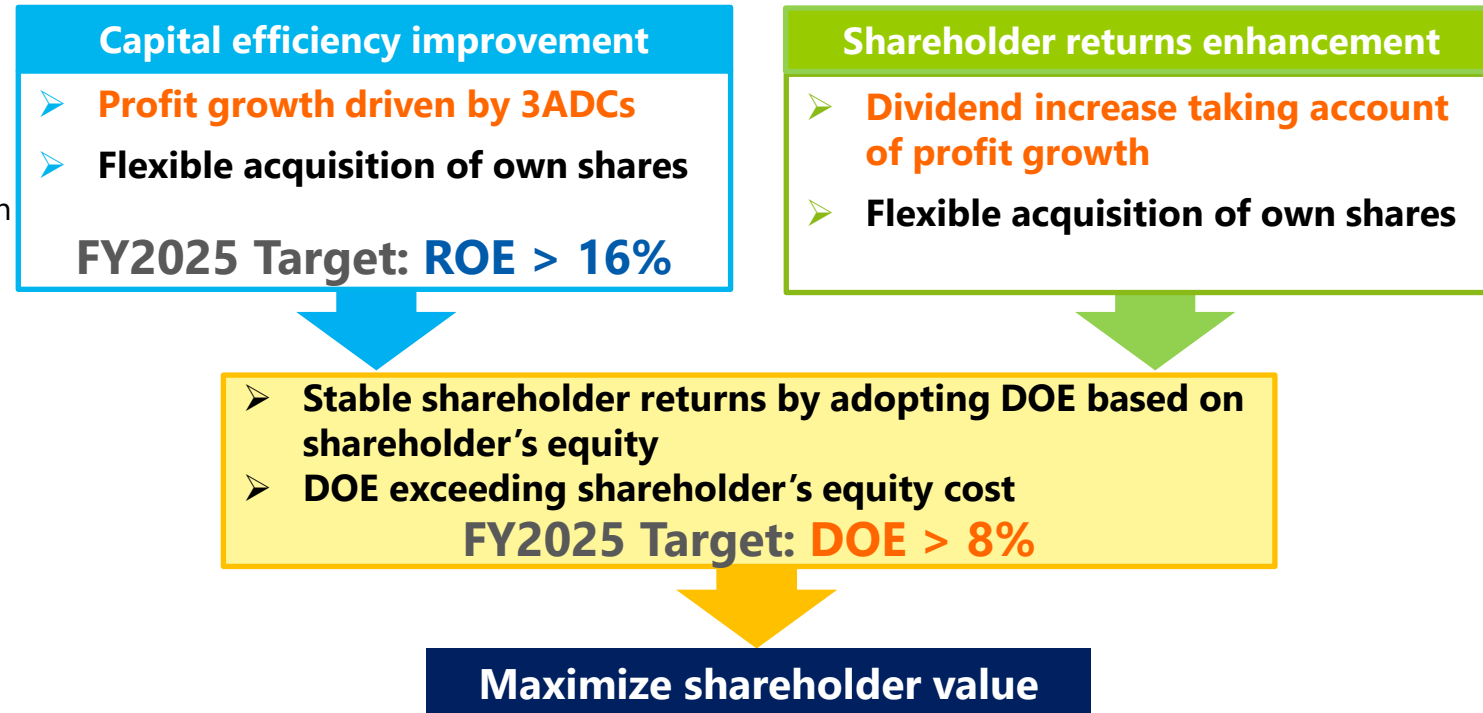 Capital efficiency improvement
➢ Profit growth driven by 3ADCs
➢ Flexible acquisition of own shares
n
FY2025 Target: ROE > 16%
Shareholder returns enhancement
➢ Dividend increase taking account
of profit growth
➢ Flexible acquisition of own shares
➢ Stable shareholder returns by adopting DOE based on
shareholder’s equity
➢ DOE exceeding shareholder’s equity cost
FY2025 Target: DOE > 8%
Maximize shareholder value